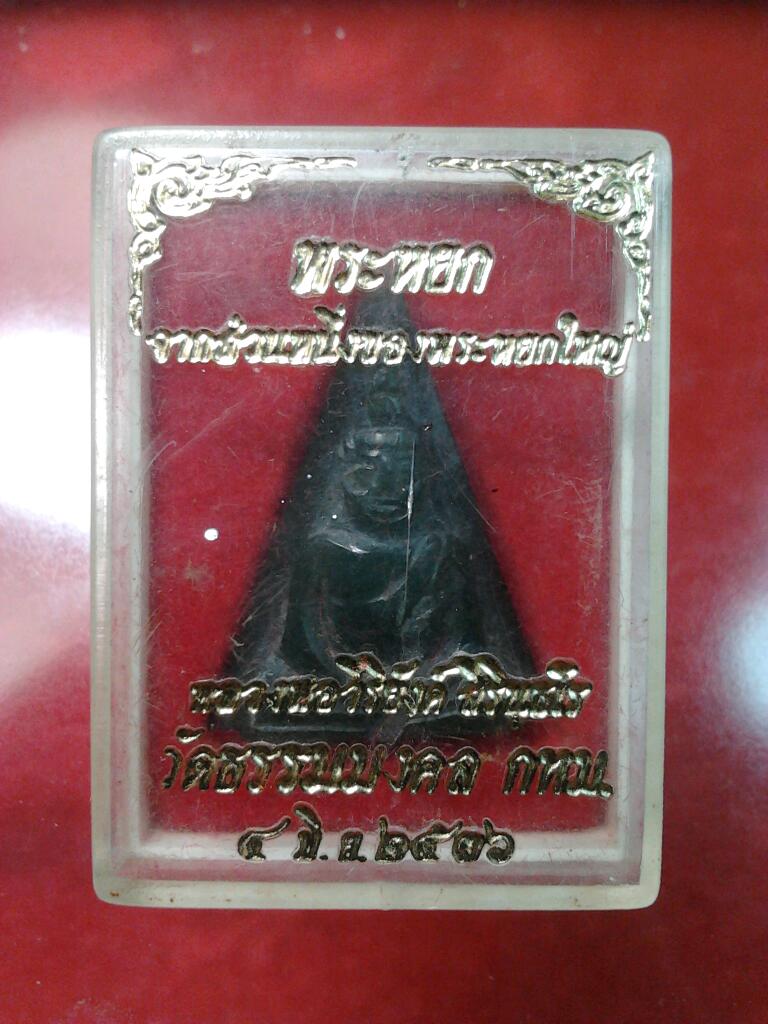 พระหยก
จากส่วนหนึ่งของพระหยกใหญ่
หลวงพ่อวิริยังค์ สิรินฺธโร
วัดธรรมมงคล กทม.
๔ มิ.ย. ๒๕๓๖